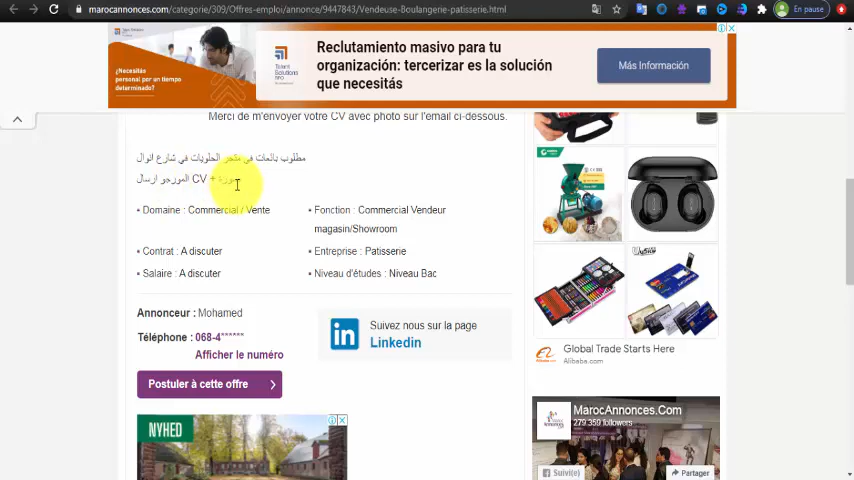 marocannonces.com/categorie/309/Offres-emploi/annonce/9447843/Vendeuse-Boulangerie-patisserie.html
En pause
¿Necesitás
personal por un tiempo
determinado?
Reclutamiento masivo para tu
organización: tercerizar es la solución
que necesitás
Más Información
Merci de m'envoyer votre CV avec photo sur l'email ci-dessous.
مطلوب بائعات في متجر الحلويات في شارع انوال
المورجو ارسال CV + صورة
Domaine : Commercial / Vente
Fonction : Commercial Vendeur
magasin/Showroom
Contrat : A discuter
Entreprise : Patisserie
Salaire : A discuter
Niveau d'études : Niveau Bac
Annonceur : Mohamed
Téléphone : 068-4******
Afficher le numéro
Postuler à cette offre
Suivez nous sur la page
Linkedin
Global Trade Starts Here
Alibaba.com
NYHED
MarocAnnonces.Com
279.359 followers
Suivi(e)
Partager